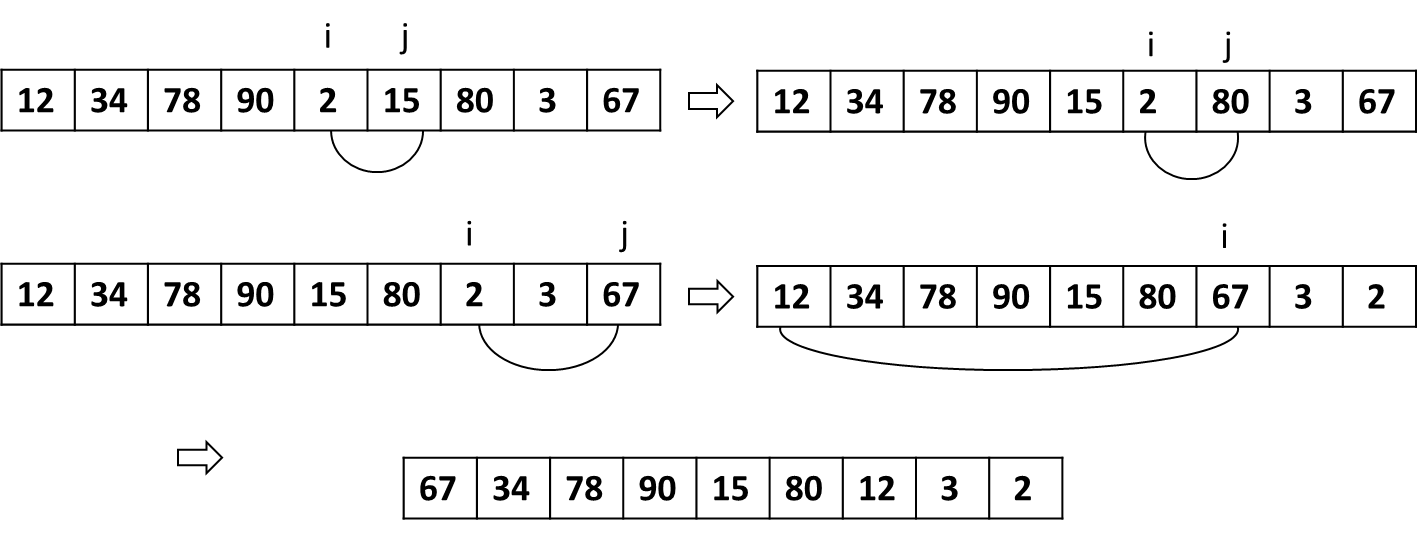 i j
12 34 78 90 2 15 80 3 67
i j
12 34 78 90 15 2 80 3 67
i j
12 34 78 90 15 80 2 3 67
i
12 34 78 90 15 80 67 3 2
67 34 78 90 15 80 12 3 2